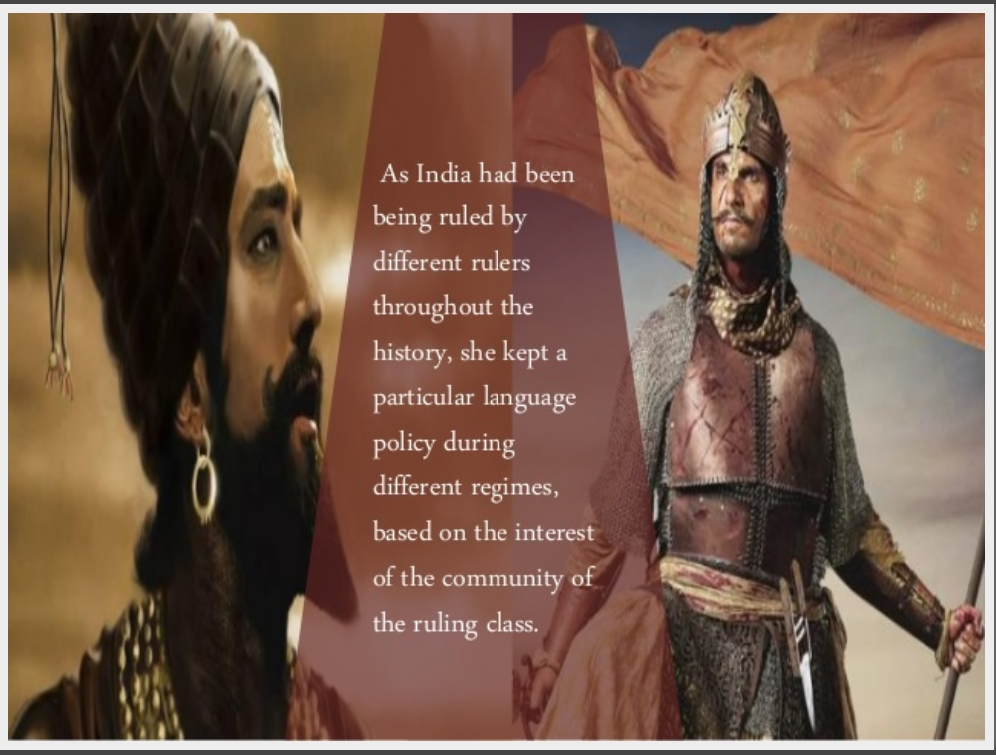 As India had been
being ruled by
different rulers
throughout the
history, she kept a
particular language
policy during
different regimes,
based on the interest
of the community of
the ruling class.